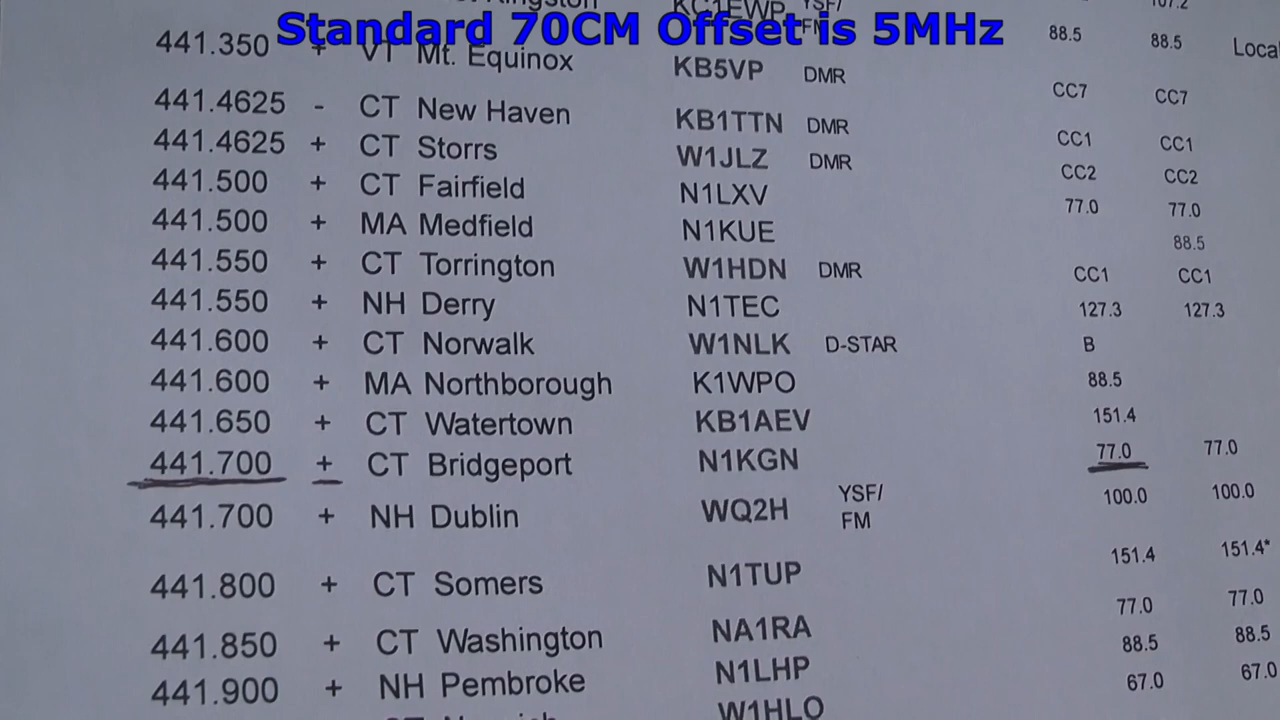 Standard 70CM Offset is 5MHz
KC1EWP YSF/ FM 88.5 88.5
441.350 + VT Mt. Equinox KB5VP DMR CC7 CC7
441.4625 - CT New Haven KB1TTN DMR CC1 CC1
441.4625 + CT Storrs W1JLZ DMR CC2 CC2
441.500 + CT Fairfield N1LXV 77.0 77.0
441.500 + MA Medfield N1KUE 88.5
441.550 + CT Torrington W1HDN DMR CC1 CC1
441.550 + NH Derry N1TEC 127.3 127.3
441.600 + CT Norwalk W1NLK D-STAR B
441.600 + MA Northborough K1WPO 88.5
441.650 + CT Watertown KB1AEV 151.4
441.700 + CT Bridgeport N1KGN 77.0 77.0
441.700 + NH Dublin WQ2H YSF/ FM 100.0 100.0
441.800 + CT Somers N1TUP 151.4 151.4*
441.850 + CT Washington NA1RA 77.0 77.0
441.900 + NH Pembroke N1LHP 88.5 88.5
W1HLO 67.0 67.0